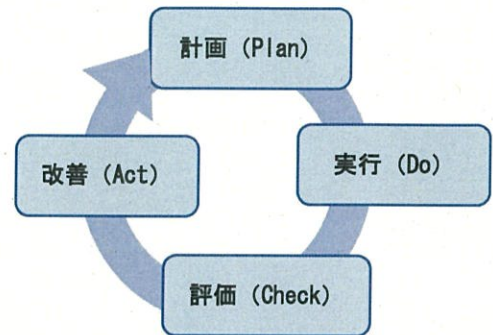 計画 (Plan)
実行 (Do)
評価 (Check)
改善 (Act)